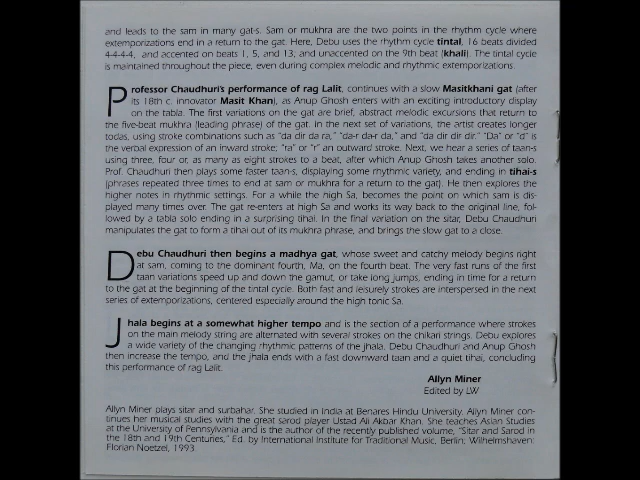 and leads to the sam in many gat-s. Sam or mukhra are the two points in the rhythm cycle where
extemporizations end in a return to the gat. Here, Debu uses the rhythm cycle tintal, 16 beats divided
4-4-4-4, and accented on beats 1, 5, and 13, and unaccented on the 9th beat (khali). The tintal cycle
is maintained throughout the piece, even during complex melodic and rhythmic extemporizations.
Professor Chaudhuri's performance of rag Lalit, continues with a slow Masitkhani gat (after
its 18th c. innovator Masit Khan), as Anup Ghosh enters with an exciting introductory display
on the tabla. The first variations on the gat are brief, abstract melodic excursions that return to
the five-beat mukhra (leading phrase) of the gat. In the next set of variations, the artist creates longer
todas, using stroke combinations such as "da dir da ra," "da-r da-r da," and "da dir dir dir." "Da" or "d" is
the verbal expression of an inward stroke; "ra" or "r" an outward stroke. Next, we hear a series of taan-s
using three, four or, as many as eight strokes to a beat, after which Anup Ghosh takes another solo.
Prof. Chaudhuri then plays some faster taan-s, displaying some rhythmic variety, and ending in tihai-s
(phrases repeated three times to end at sam or mukhra for a return to the gat). He then explores the
higher notes in rhythmic settings. For a while the high Sa, becomes the point on which sam is dis-
played many times over. The gat re-enters at high Sa and works its way back to the original line, fol-
lowed by a tabla solo ending in a surprising tihai. In the final variation on the sitar, Debu Chaudhuri
manipulates the gat to form a tihai out of its mukhra phrase, and brings the slow gat to a close.
Debu Chaudhuri then begins a madhya gat, whose sweet and catchy melody begins right
at sam, coming to the dominant fourth, Ma, on the fourth beat. The very fast runs of the first
taan variations speed up and down the gamut, or take long jumps, ending in time for a return
to the gat at the beginning of the tintal cycle. Both fast and leisurely strokes are interspersed in the next
series of extemporizations, centered especially around the high tonic Sa.
Jhala begins at a somewhat higher tempo and is the section of a performance where strokes
on the main melody string are alternated with several strokes on the chikari strings. Debu explores
a wide variety of the changing rhythmic patterns of the jhala. Debu Chaudhuri and Anup Ghosh
then increase the tempo, and the jhala ends with a fast downward taan and a quiet tihai, concluding
this performance of rag Lalit.
Allyn Miner
Edited by LW
Allyn Miner plays sitar and surbahar. She studied in India at Benares Hindu University. Allyn Miner con-
tinues her musical studies with the great sarod player Ustad Ali Akbar Khan. She teaches Asian Studies
at the University of Pennsylvania and is the author of the recently published volume, "Sitar and Sarod in
the 18th and 19th Centuries," Ed. by International Institute for Traditional Music, Berlin; Wilhelmshaven:
Florian Noetzel, 1993